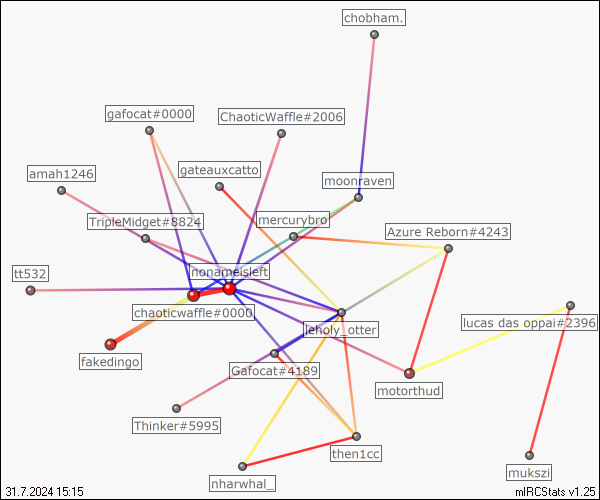 chobham.
gafocat#0000
ChaoticWaffle#2006
gateauxcatto
amah1246
moonraven
TripleMidget#8824
mercurybro
Azure Reborn#4243
nonameisleft
tt532
chaoticwaffle#0000
leholy_otter
lucas das oppai#2396
fakedingo
Gafocat#4189
motorthud
Thinker#5995
then1cc
mukszi
nharwhal_
31.7.2024 15:15
mIRCStats v1.25